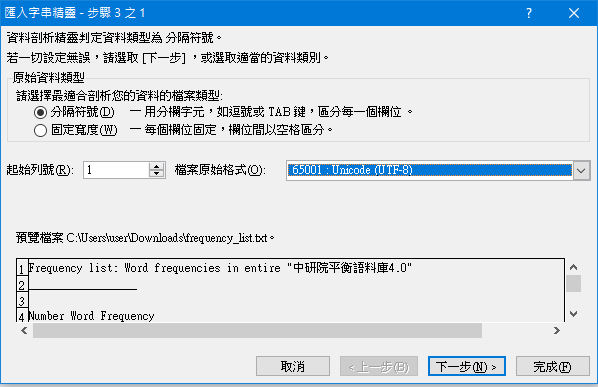 匯入字串精靈 - 步驟 3 之 1
資料剖析精靈判定資料類型為 分隔符號。
若一切設定無誤，請選取 [下一步]，或選取適當的資料類別。
原始資料類型
請選擇最適合剖析您的資料的檔案類型:
分隔符號(D) － 用分欄字元，如逗號或 TAB 鍵，區分每一個欄位。
固定寬度(W) － 每個欄位固定，欄位間以空格區分。
起始列號(R): 1 檔案原始格式(O): 65001 : Unicode (UTF-8)
預覽檔案 C:\Users\user\Downloads\frequency_list.txt。
1 Frequency list: Word frequencies in entire "中研院平衡語料庫4.0"
2 ________________
3
4 Number Word Frequency
取消 < 上一步(B) 下一步(N) > 完成(F)